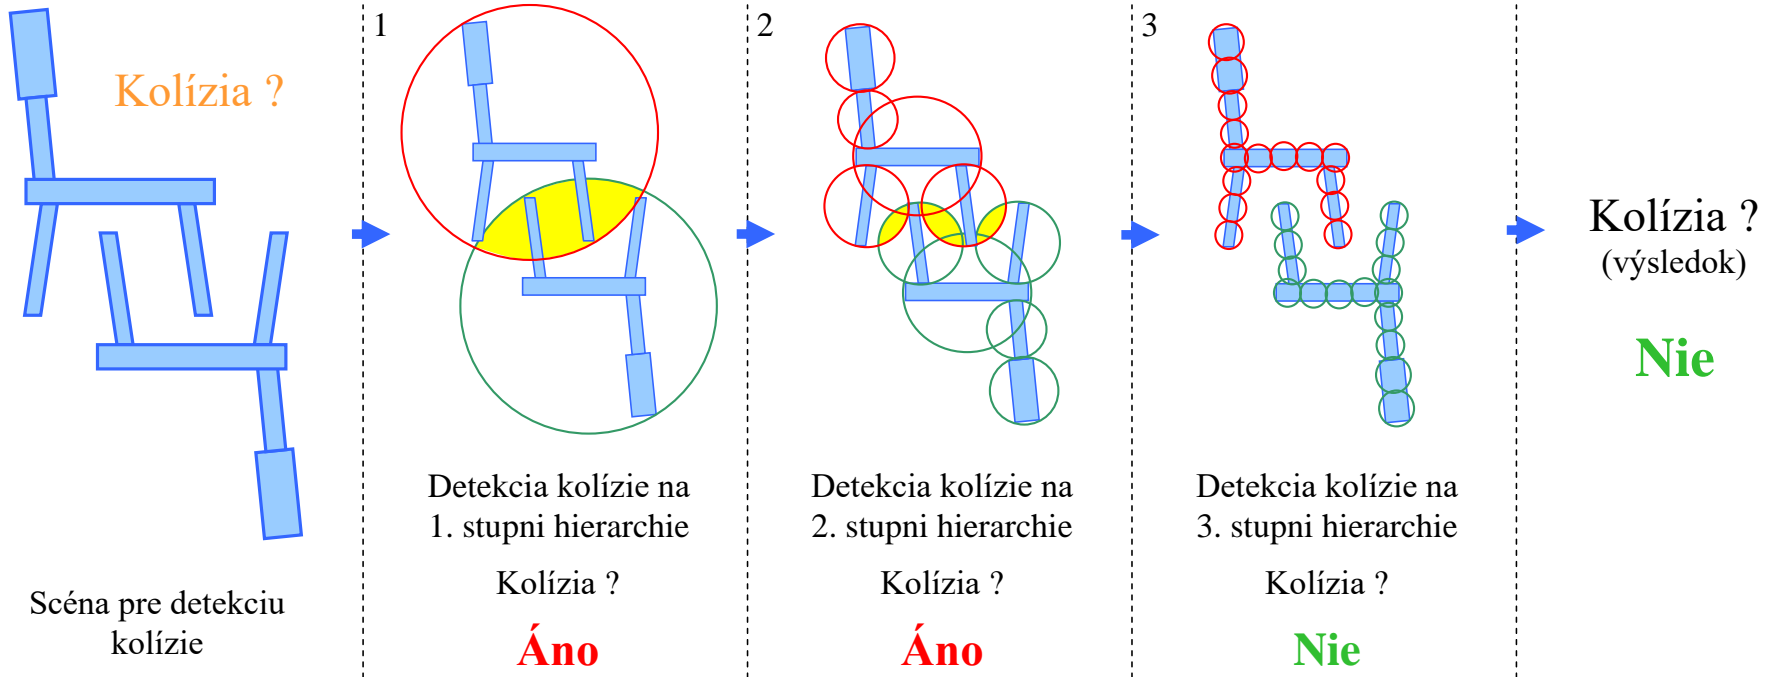 Kolízia ?
Scéna pre detekciu
kolízie
1
Detekcia kolízie na
1. stupni hierarchie
Kolízia ?
Áno
2
Detekcia kolízie na
2. stupni hierarchie
Kolízia ?
Áno
3
Detekcia kolízie na
3. stupni hierarchie
Kolízia ?
Nie
Kolízia ?
(výsledok)
Nie